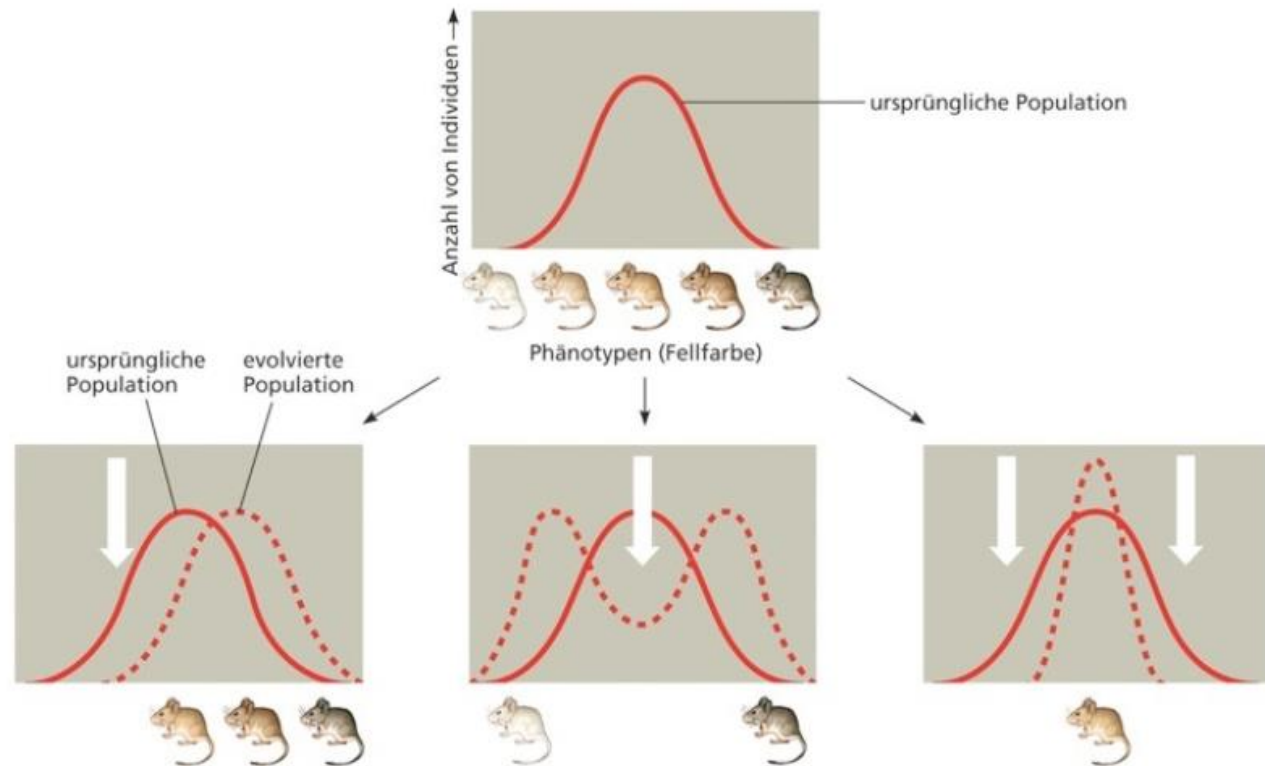 Anzahl von Individuen
ursprüngliche Population
Phänotypen (Fellfarbe)
ursprüngliche
Population
evolvierte
Population